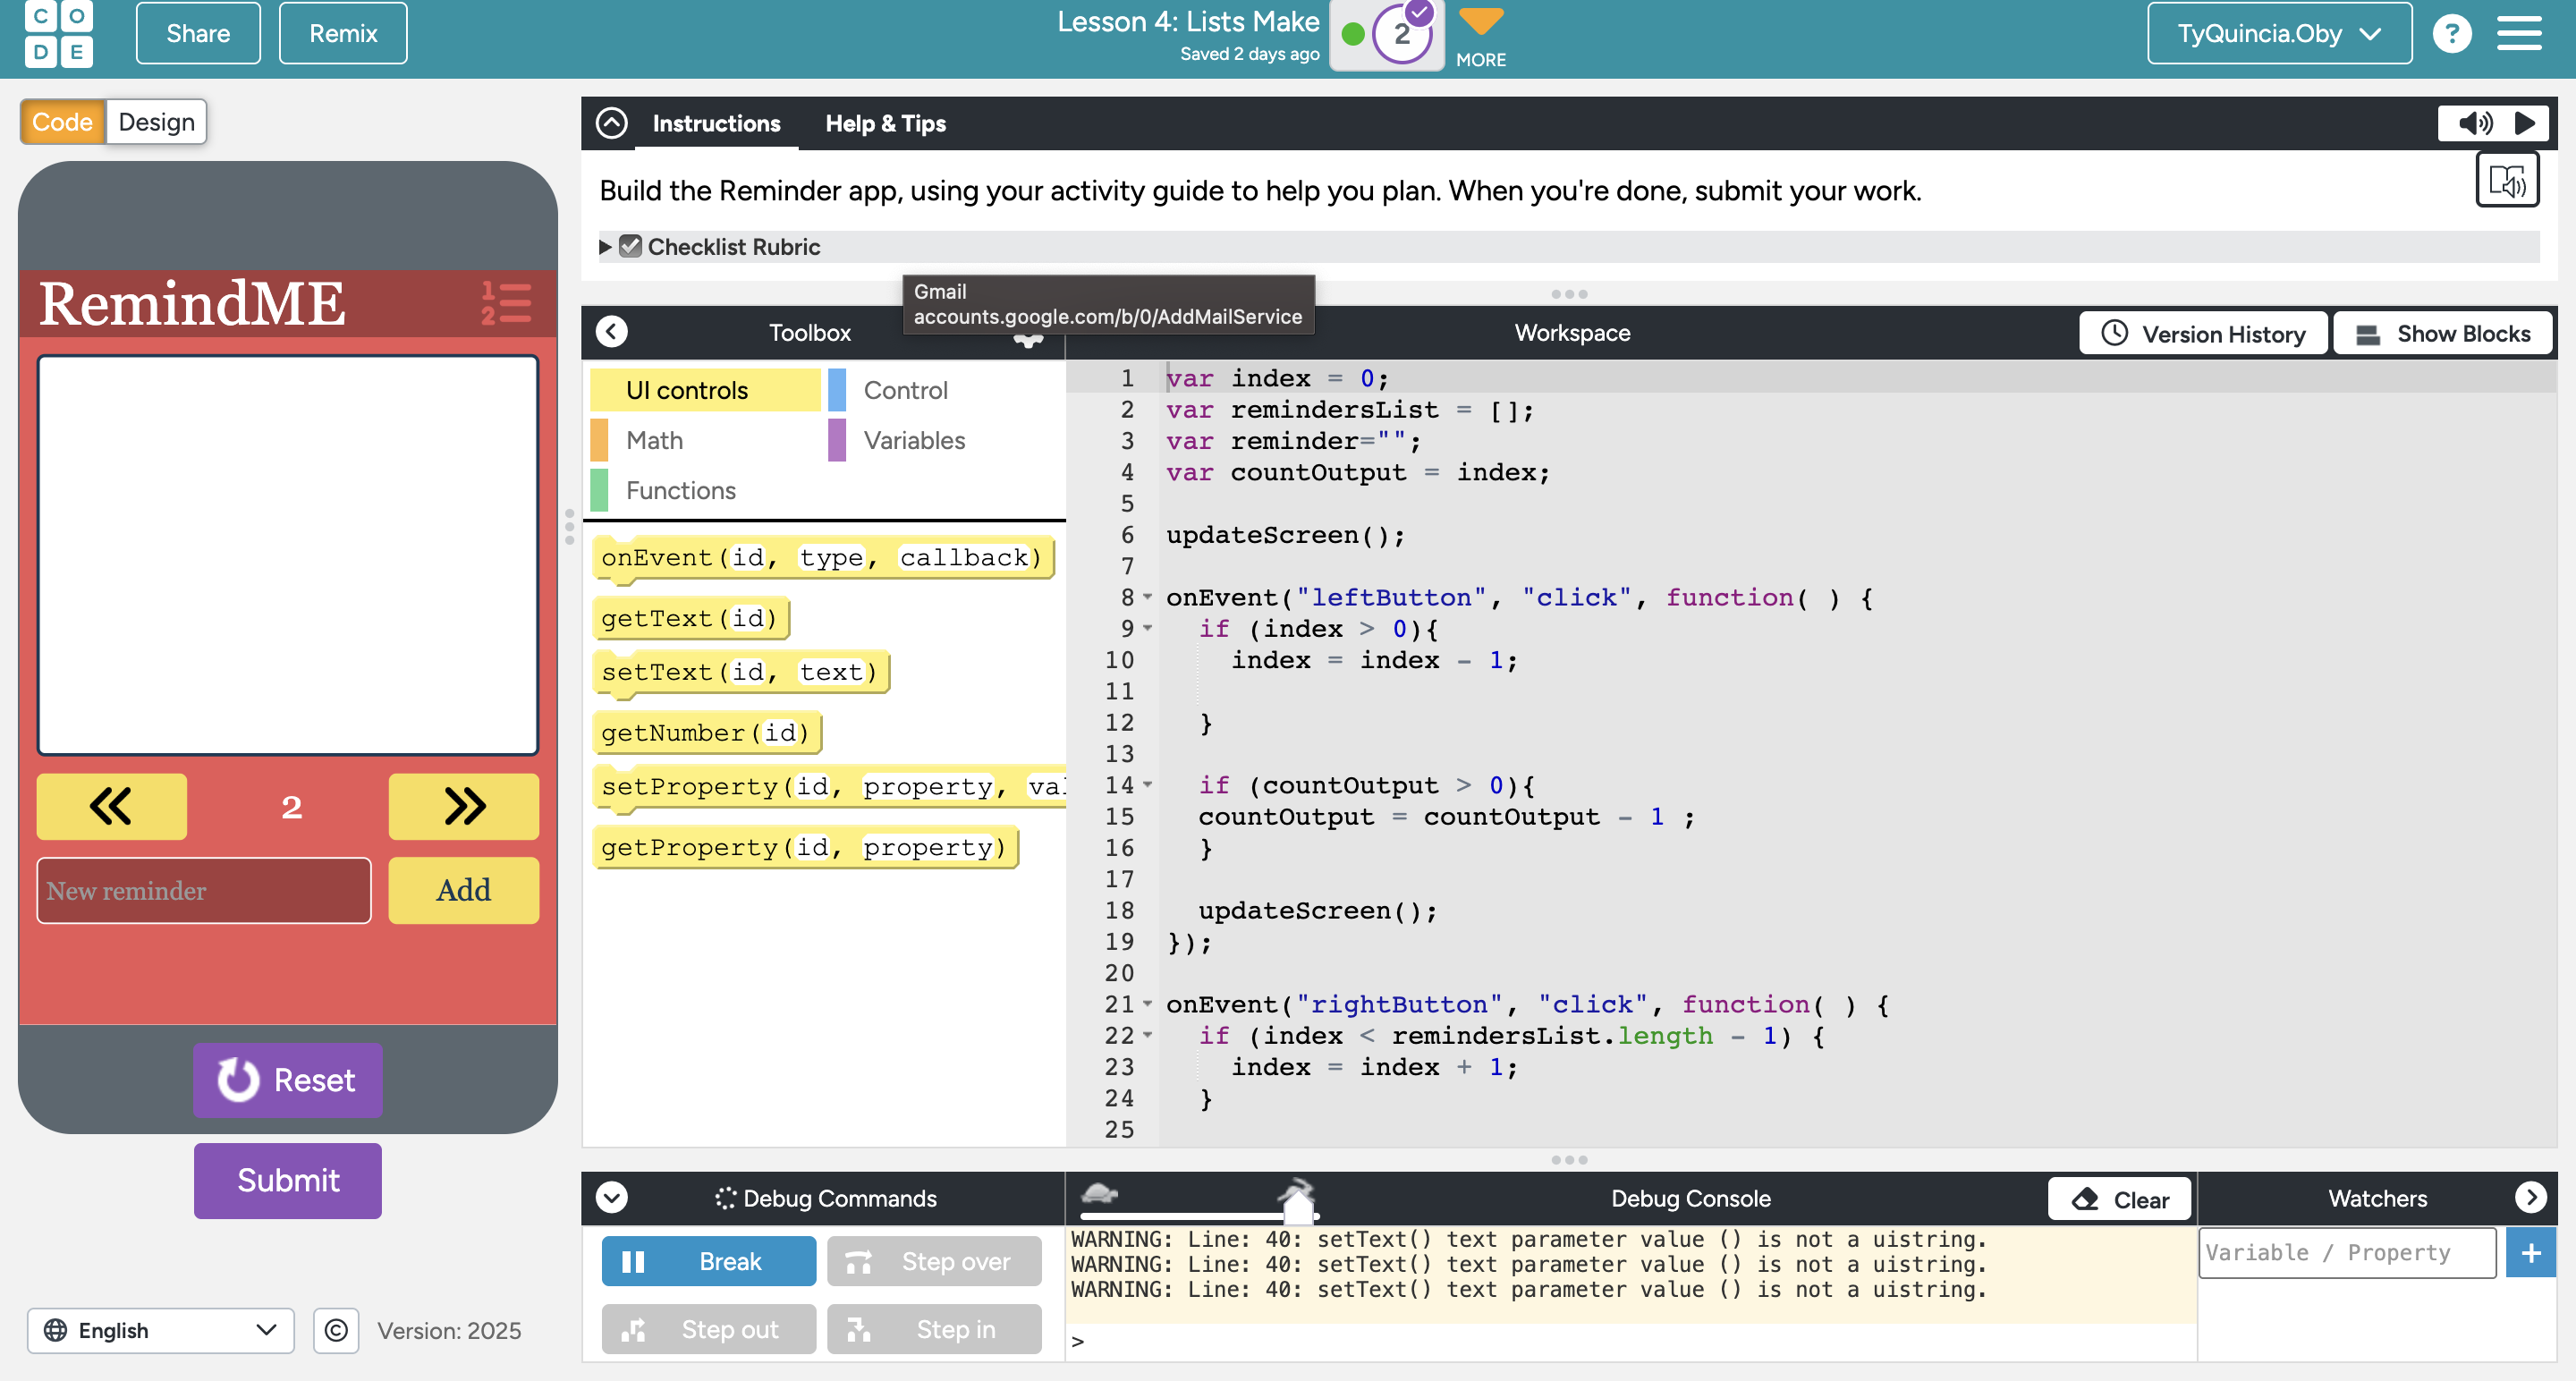 CODE
Share
Remix
Lesson 4: Lists Make
Saved 2 days ago
2
MORE
TyQuincia.Oby
?
Code
Design
Instructions
Help & Tips
Build the Reminder app, using your activity guide to help you plan. When you're done, submit your work.
Checklist Rubric
Gmail
accounts.google.com/b/0/AddMailService
RemindME
1
2
2
New reminder
Add
Reset
Submit
English
©
Version: 2025
Toolbox
Workspace
Version History
Show Blocks
UI controls
Control
Math
Variables
Functions
onEvent(id, type, callback)
getText(id)
setText(id, text)
getNumber(id)
setProperty(id, property, val
getProperty(id, property)
1 var index = 0;
2 var remindersList = [];
3 var reminder="";
4 var countOutput = index;
5
6 updateScreen();
7
8 onEvent("leftButton", "click", function( ) {
9 if (index > 0){
10 index = index - 1;
11
12 }
13
14 if (countOutput > 0){
15 countOutput = countOutput - 1 ;
16 }
17
18 updateScreen();
19 });
20
21 onEvent("rightButton", "click", function( ) {
22 if (index < remindersList.length - 1) {
23 index = index + 1;
24 }
25
Debug Commands
Debug Console
Clear
Watchers
Break
Step over
Step out
Step in
WARNING: Line: 40: setText() text parameter value () is not a uistring.
WARNING: Line: 40: setText() text parameter value () is not a uistring.
WARNING: Line: 40: setText() text parameter value () is not a uistring.
>
Variable / Property
+